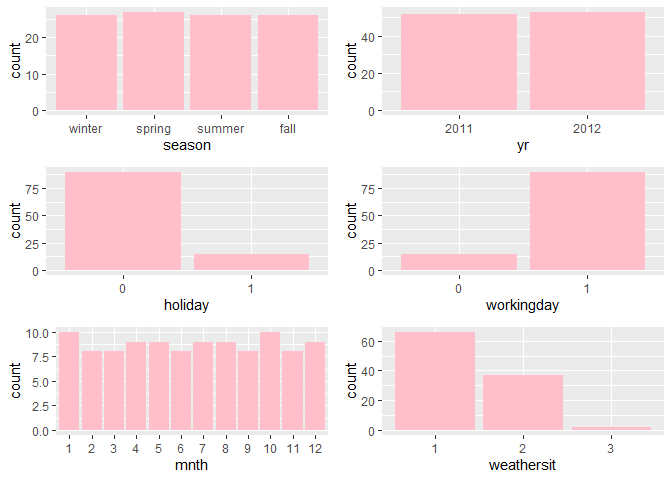 count
20
10
0
winter spring summer fall
season
count
40
20
0
2011 2012
yr
count
75
50
25
0
0 1
holiday
count
75
50
25
0
0 1
workingday
count
10.0
7.5
5.0
2.5
0.0
1 2 3 4 5 6 7 8 9 10 11 12
mnth
count
60
40
20
0
1 2 3
weathersit